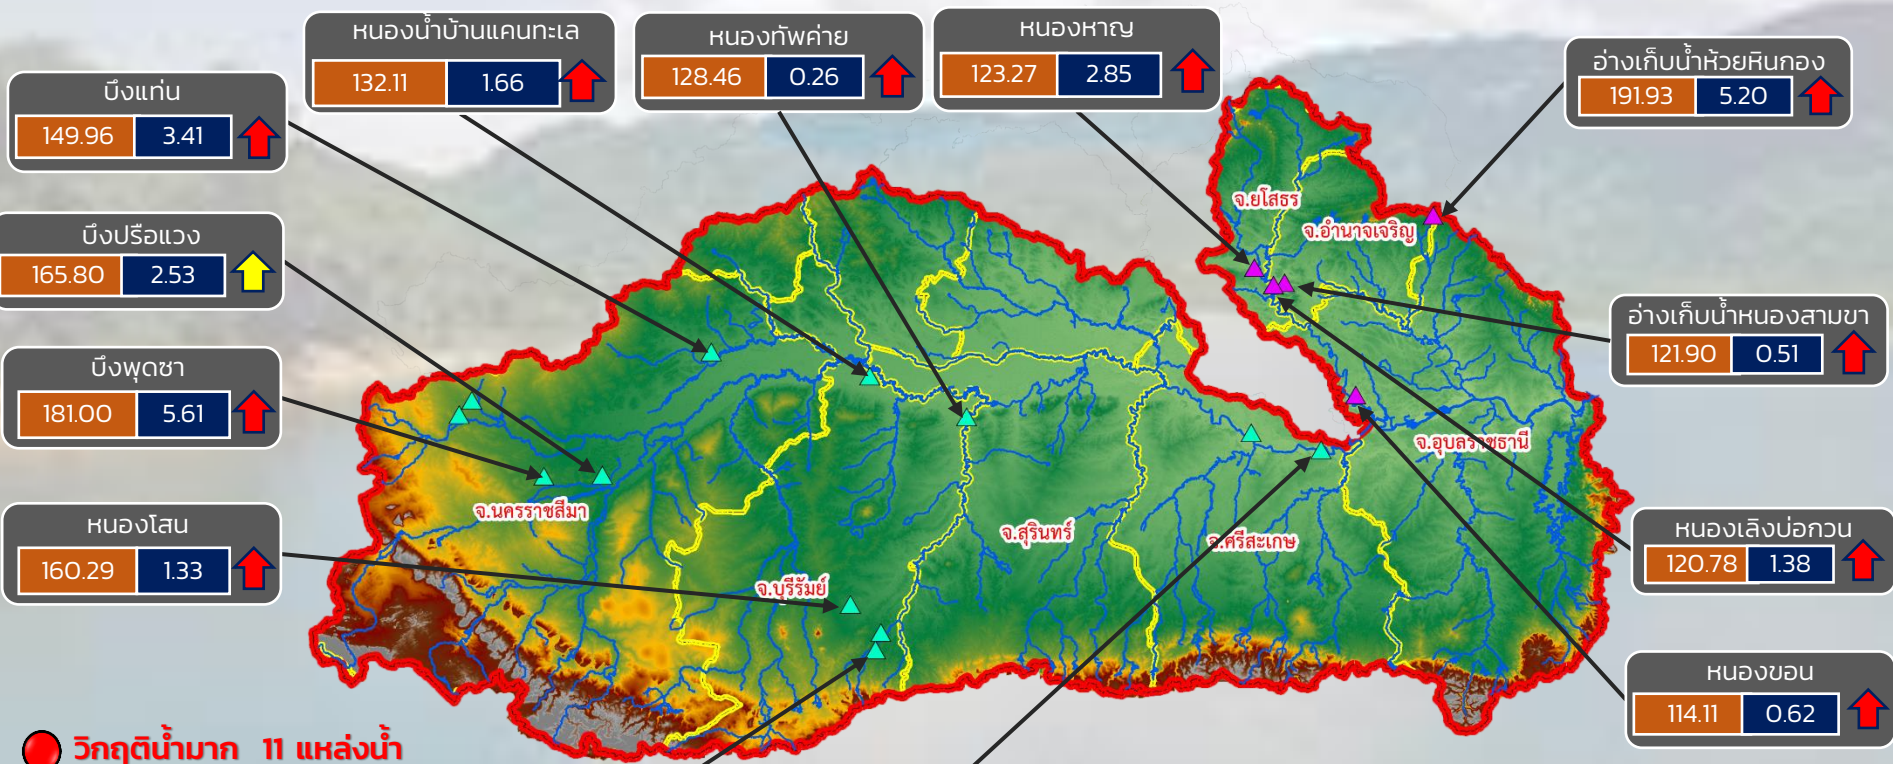 หนองน้ำบ้านแคนทะเล
132.11 1.66
หนองทัพค่าย
128.46 0.26
หนองหาญ
123.27 2.85
อ่างเก็บน้ำห้วยหินกอง
191.93 5.20
บึงแท่น
149.96 3.41
บึงปรือแวง
165.80 2.53
บึงพุดซา
181.00 5.61
หนองโสน
160.29 1.33
จ.ยโสธร
จ.อำนาจเจริญ
อ่างเก็บน้ำหนองสามขา
121.90 0.51
จ.อุบลราชธานี
จ.นครราชสีมา
จ.สุรินทร์
จ.ศรีสะเกษ
จ.บุรีรัมย์
หนองเลิงบ่อกวน
120.78 1.38
หนองขอน
114.11 0.62
วิกฤติน้ำมาก 11 แหล่งน้ำ